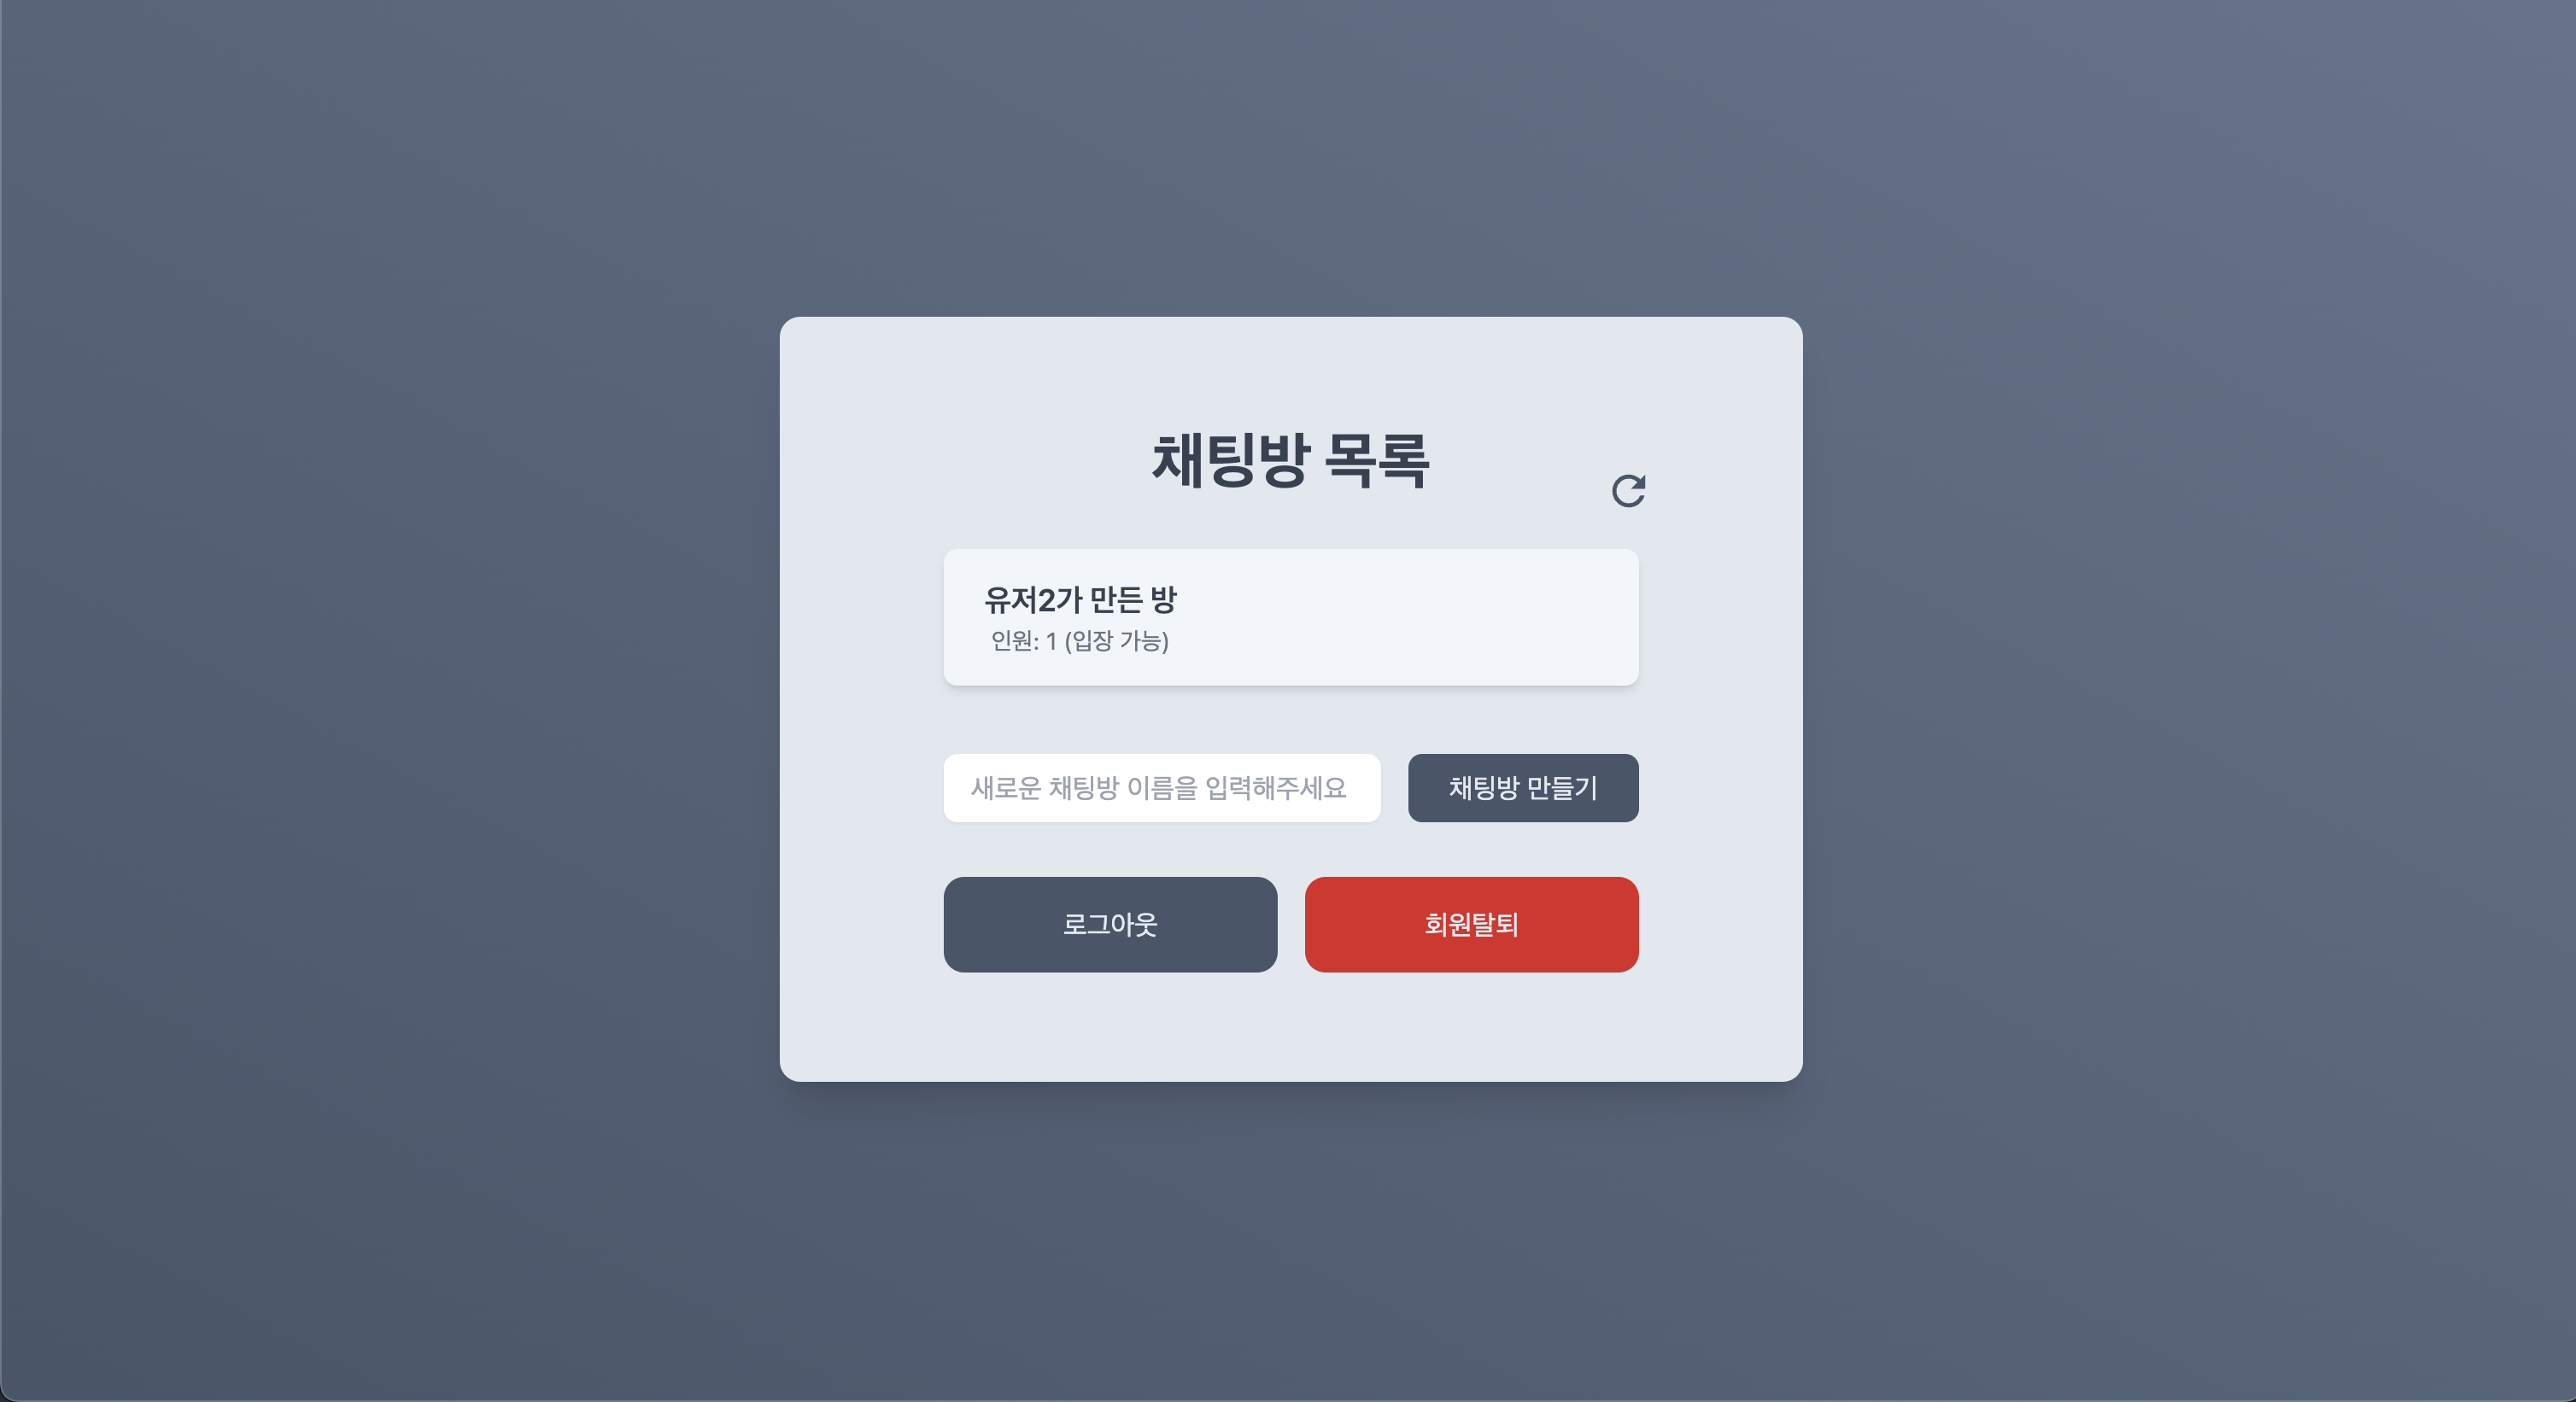 채팅방 목록
유저2가 만든 방
인원: 1 (입장 가능)
새로운 채팅방 이름을 입력해주세요
채팅방 만들기
로그아웃
회원탈퇴